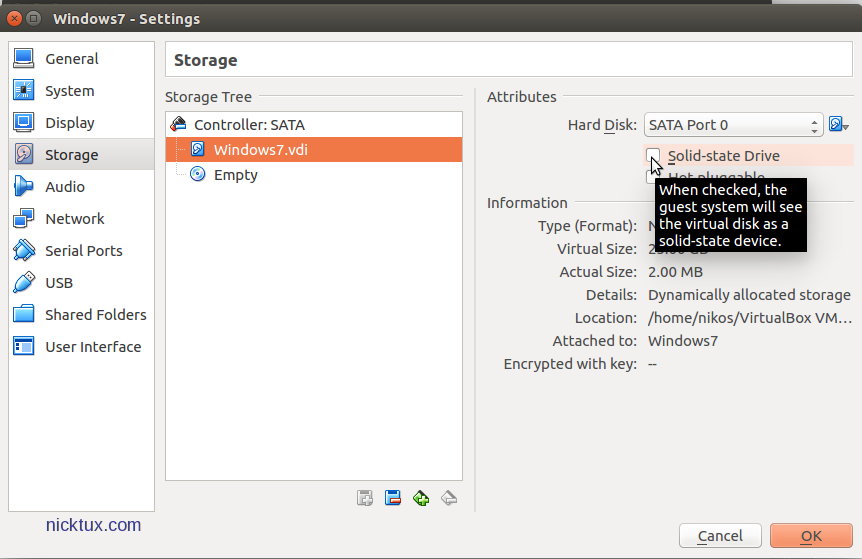 Windows7 - Settings
General
System
Display
Storage
Audio
Network
Serial Ports
USB
Shared Folders
User Interface
Storage
Storage Tree
Controller: SATA
Windows7.vdi
Empty
Attributes
Hard Disk: SATA Port 0
Solid-state Drive
Hot-pluggable
When checked, the
guest system will see
the virtual disk as a
solid-state device.
Information
Type (Format):
Virtual Size:
Actual Size: 2.00 MB
Details: Dynamically allocated storage
Location: /home/nikos/VirtualBox VM...
Attached to: Windows7
Encrypted with key: --
nicktux.com
Cancel
OK